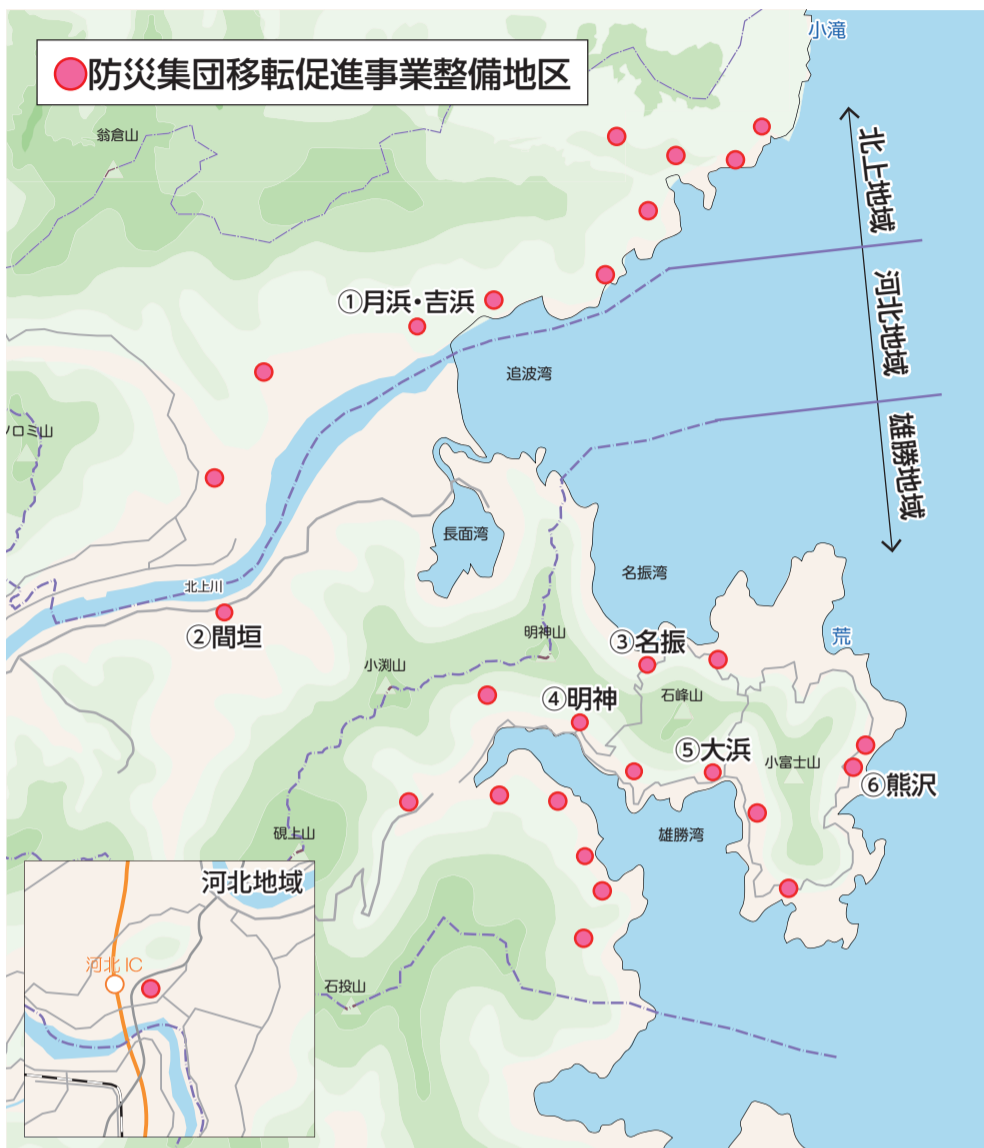 小滝
防災集団移転促進事業整備地区
翁倉山
北上地域
①月浜・吉浜
河北地域
追波湾
ソロミ山
雄勝地域
長面湾
名振湾
北上川
②間垣
明神山
③名振
荒
小渕山
④明神
石峰山
⑤大浜
小富士山
⑥熊沢
硯上山
雄勝湾
河北地域
河北IC
石投山